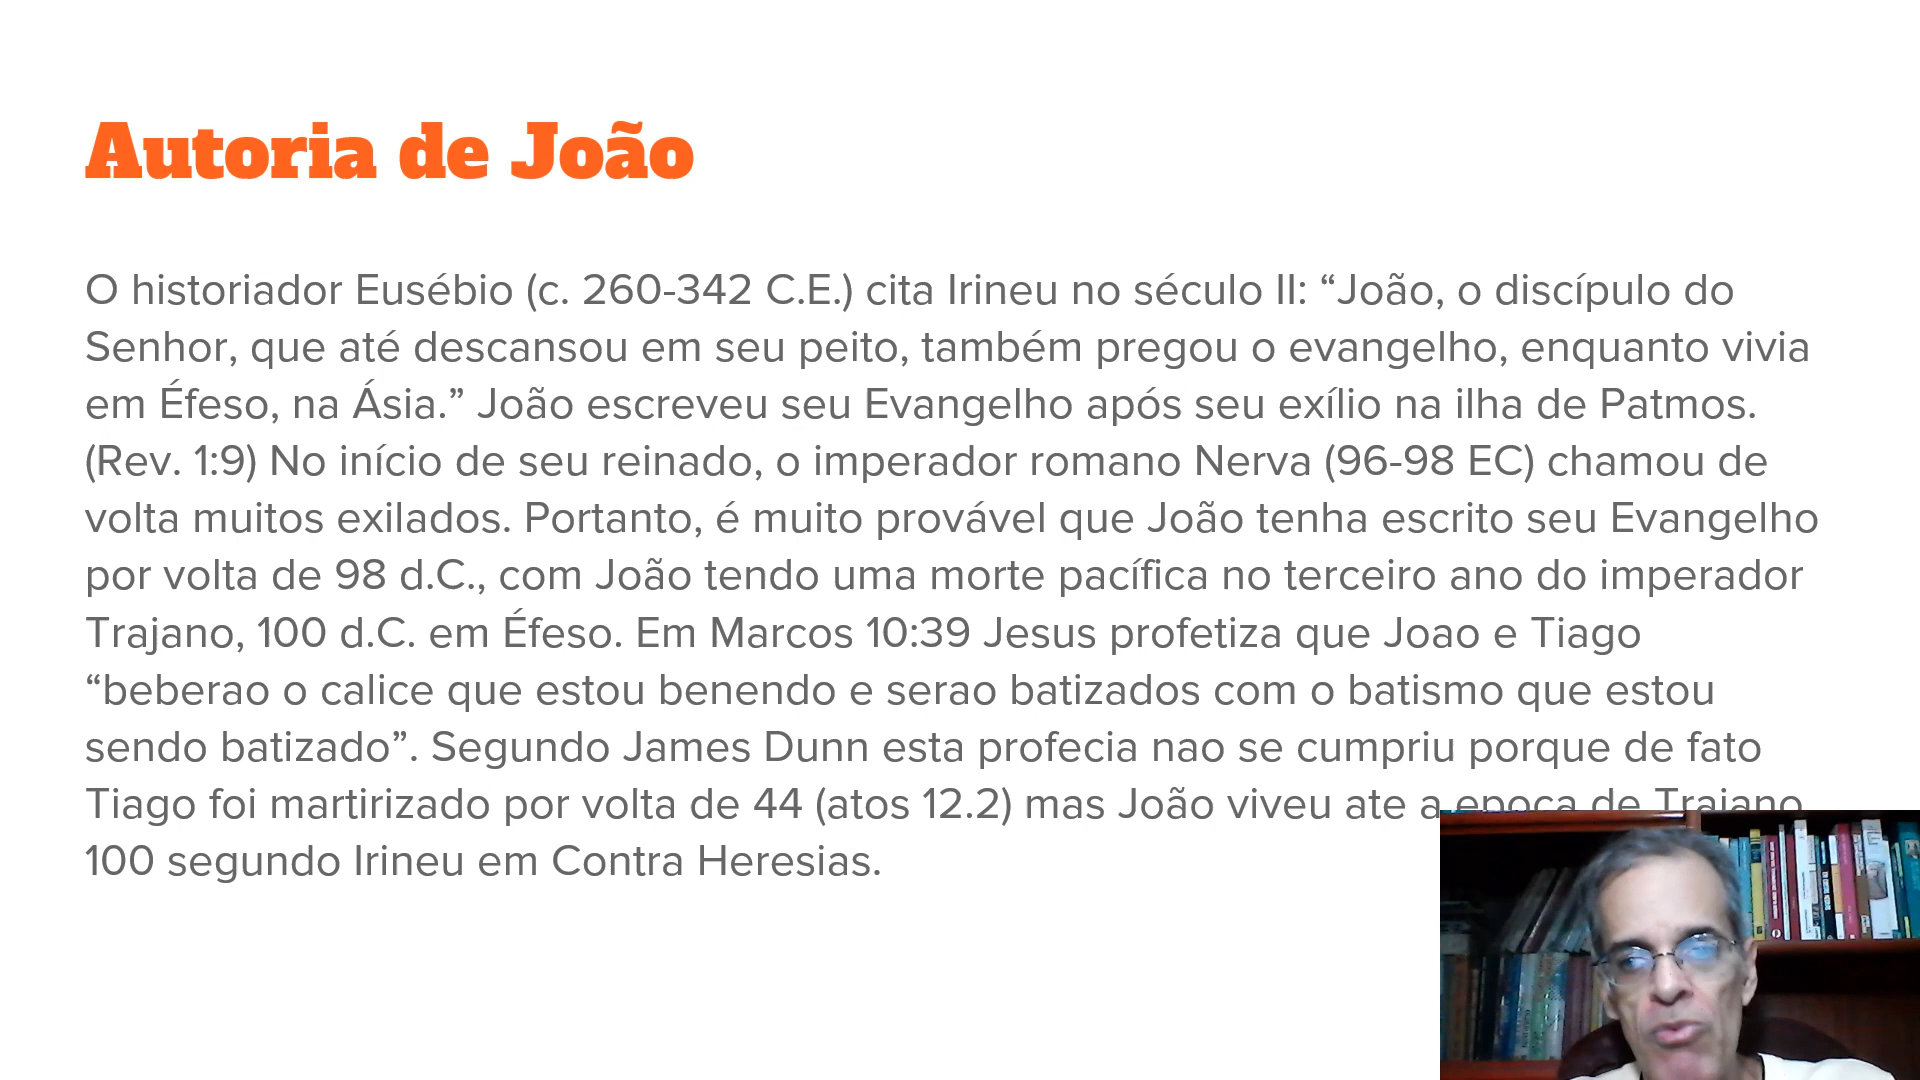 Autoria de João
O historiador Eusébio (c. 260-342 C.E.) cita Irineu no século II: “João, o discípulo do
Senhor, que até descansou em seu peito, também pregou o evangelho, enquanto vivia
em Éfeso, na Ásia.” João escreveu seu Evangelho após seu exílio na ilha de Patmos.
(Rev. 1:9) No início de seu reinado, o imperador romano Nerva (96-98 EC) chamou de
volta muitos exilados. Portanto, é muito provável que João tenha escrito seu Evangelho
por volta de 98 d.C., com João tendo uma morte pacífica no terceiro ano do imperador
Trajano, 100 d.C. em Éfeso. Em Marcos 10:39 Jesus profetiza que Joao e Tiago
“beberao o calice que estou benendo e serao batizados com o batismo que estou
sendo batizado”. Segundo James Dunn esta profecia nao se cumpriu porque de fato
Tiago foi martirizado por volta de 44 (atos 12.2) mas João viveu ate a epoca de Trajano
100 segundo Irineu em Contra Heresias.